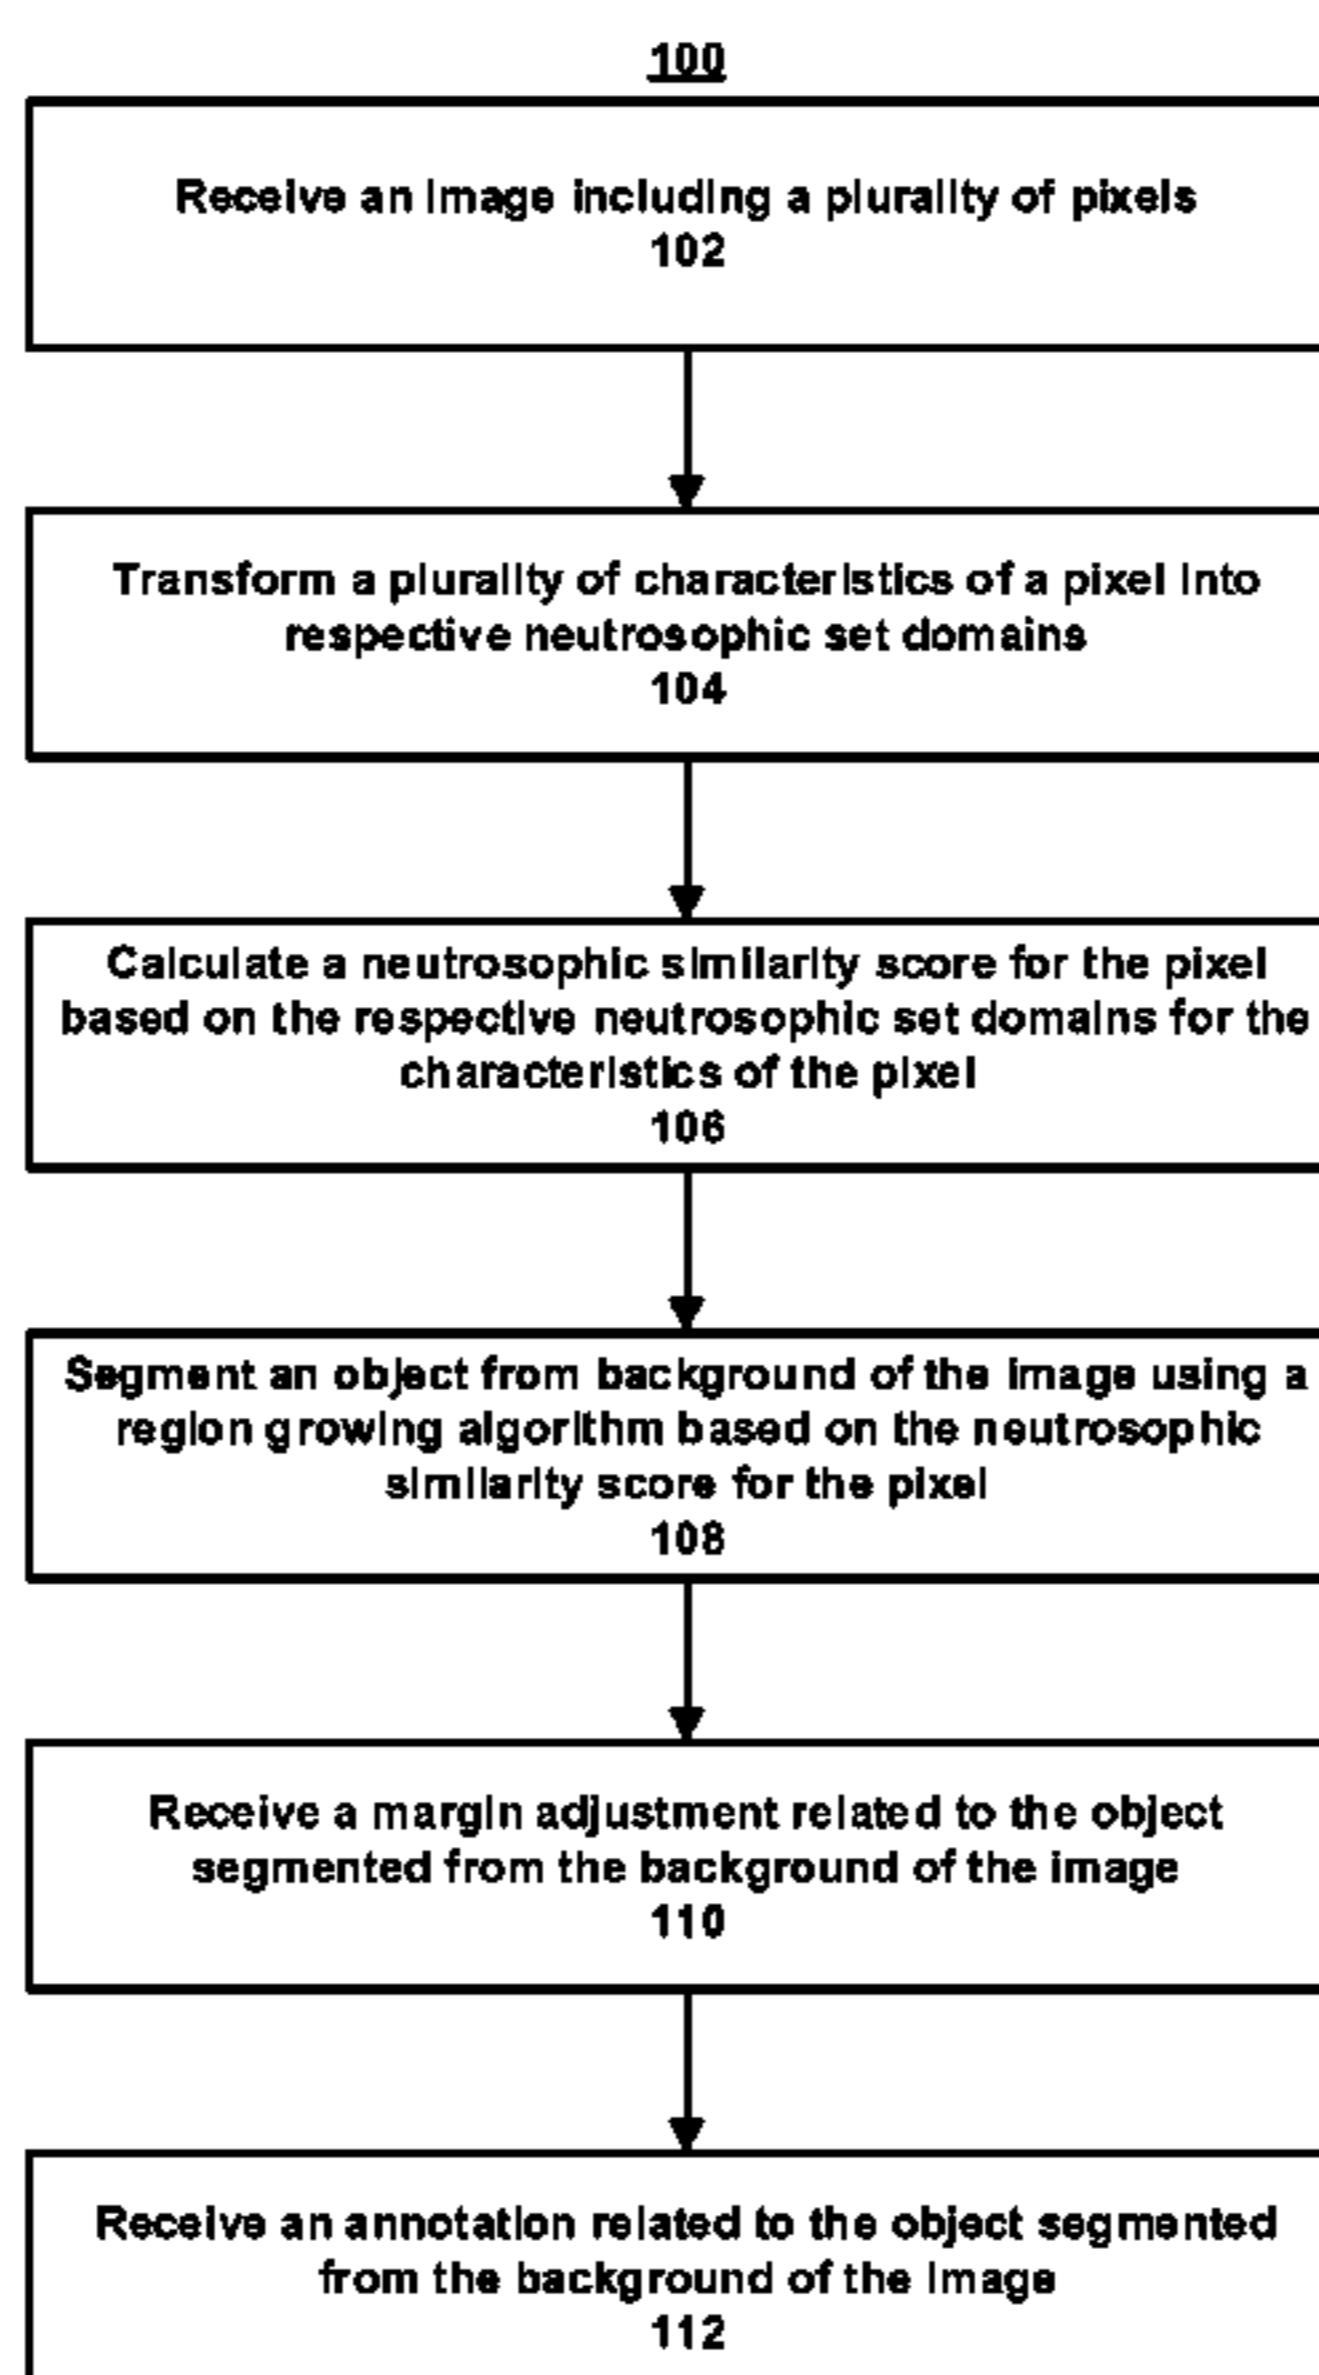 100
Receive an image including a plurality of pixels
102
Transform a plurality of characteristics of a pixel into
respective neutrosophic set domains
104
Calculate a neutrosophic similarity score for the pixel
based on the respective neutrosophic set domains for the
characteristics of the pixel
106
Segment an object from background of the image using a
region growing algorithm based on the neutrosophic
similarity score for the pixel
108
Receive a margin adjustment related to the object
segmented from the background of the image
110
Receive an annotation related to the object segmented
from the background of the image
112